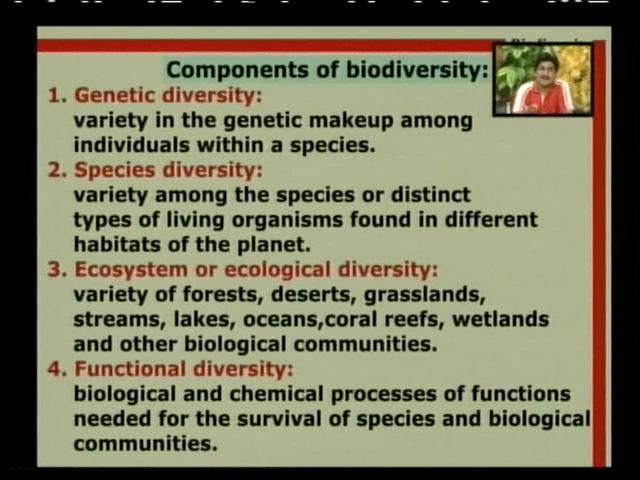 Components of biodiversity:
1. Genetic diversity:
variety in the genetic makeup among
individuals within a species.
2. Species diversity:
variety among the species or distinct
types of living organisms found in different
habitats of the planet.
3. Ecosystem or ecological diversity:
variety of forests, deserts, grasslands,
streams, lakes, oceans,coral reefs, wetlands
and other biological communities.
4. Functional diversity:
biological and chemical processes of functions
needed for the survival of species and biological
communities.